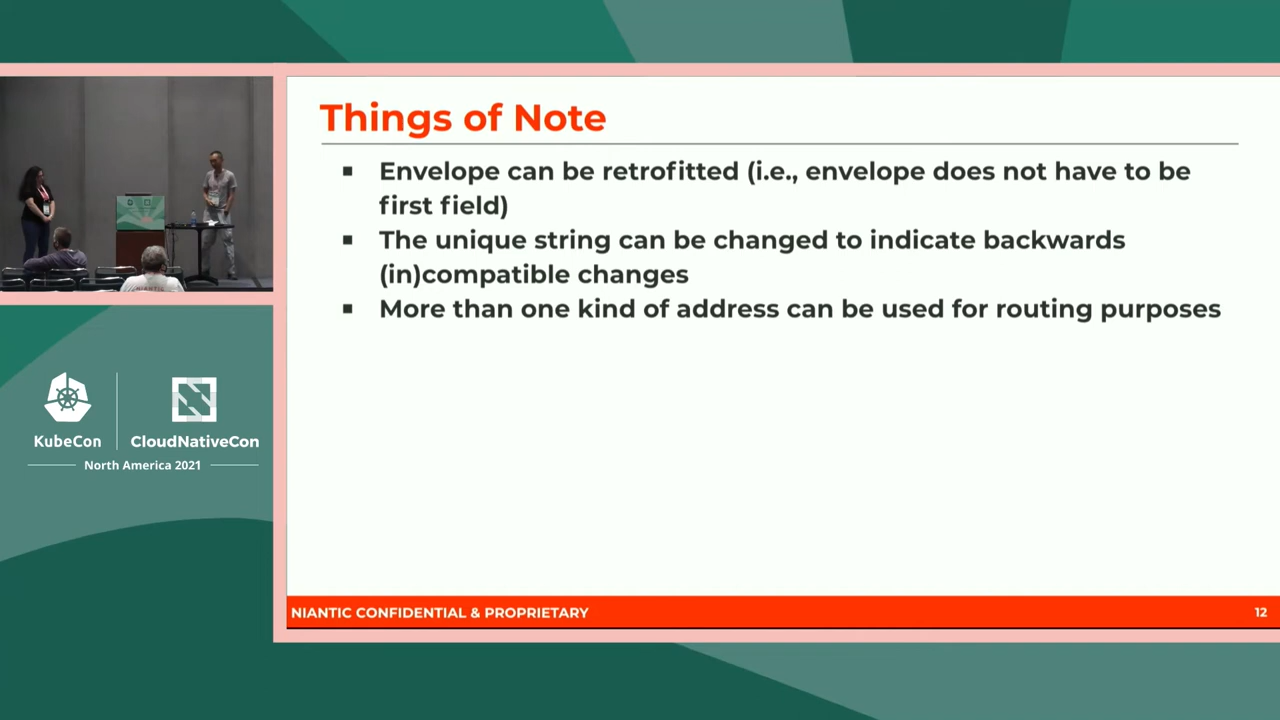 Things of Note
▪ Envelope can be retrofitted (i.e., envelope does not have to be
first field)
▪ The unique string can be changed to indicate backwards
(in)compatible changes
▪ More than one kind of address can be used for routing purposes
KubeCon
CloudNativeCon
North America 2021
NIANTIC CONFIDENTIAL & PROPRIETARY
12